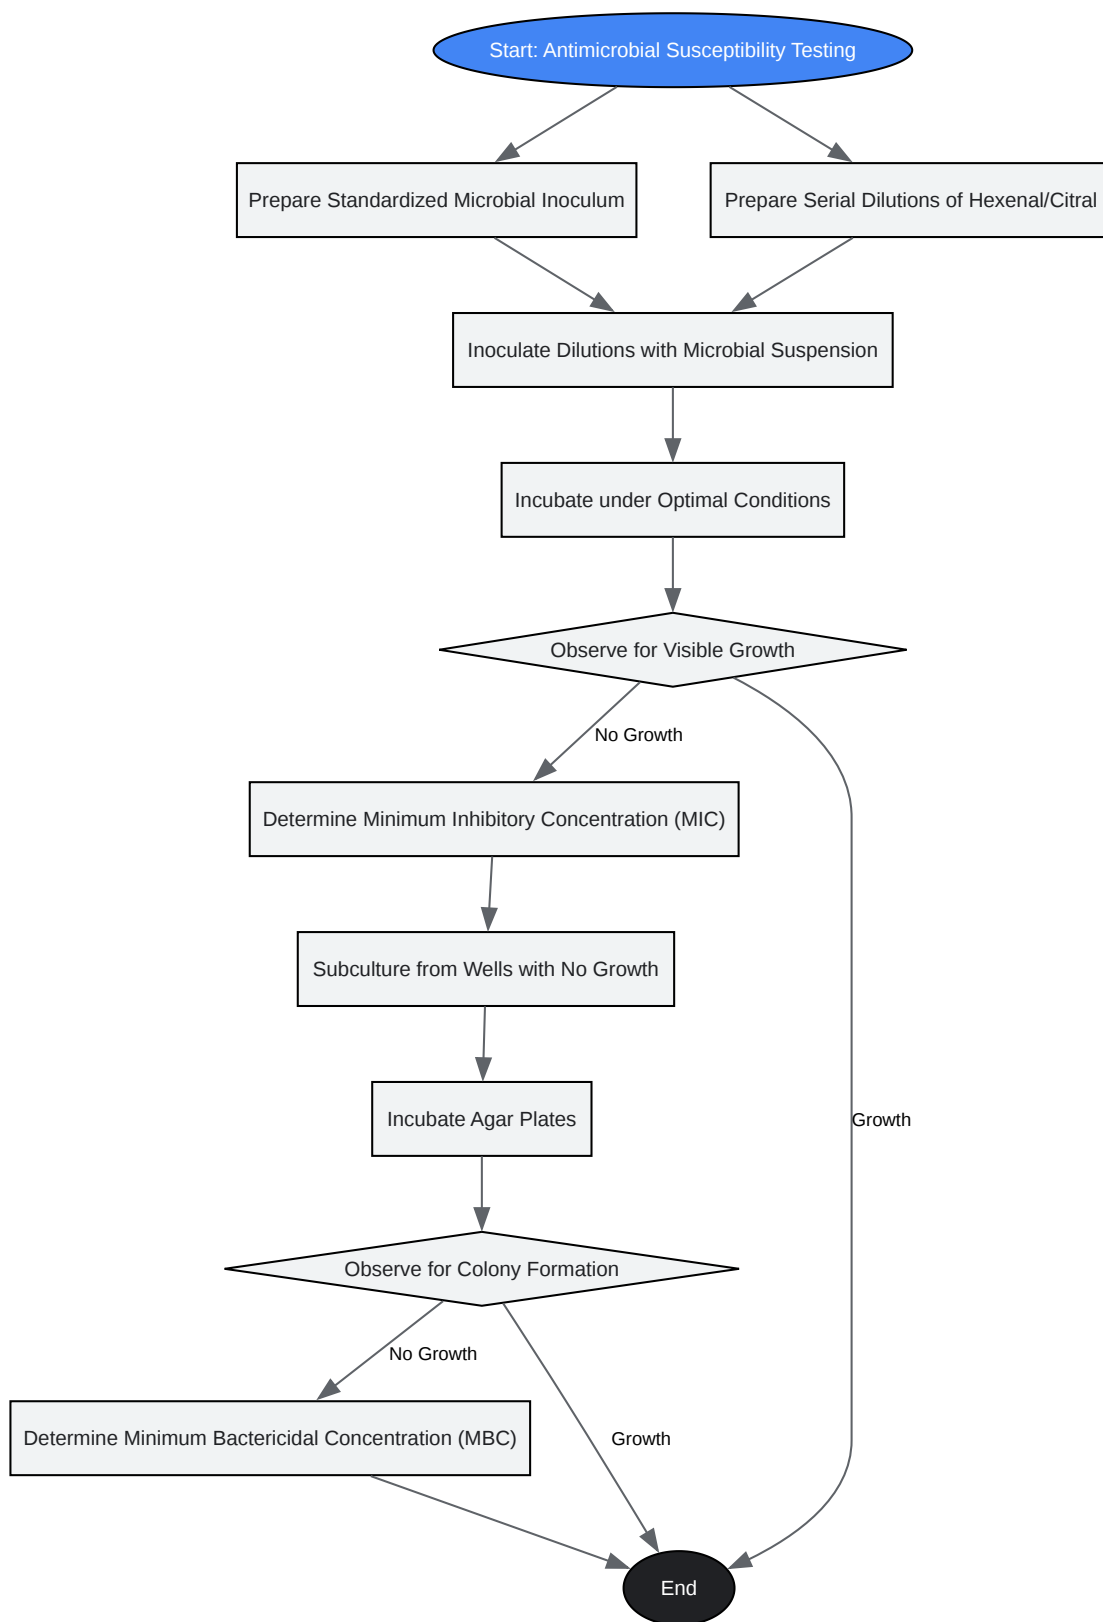 Start: Antimicrobial Susceptibility Testing
Prepare Standardized Microbial Inoculum
Prepare Serial Dilutions of Hexenal/Citral
Inoculate Dilutions with Microbial Suspension
Incubate under Optimal Conditions
Observe for Visible Growth
No Growth
Determine Minimum Inhibitory Concentration (MIC)
Subculture from Wells with No Growth
Incubate Agar Plates
Growth
Observe for Colony Formation
No Growth
Determine Minimum Bactericidal Concentration (MBC)
Growth
End